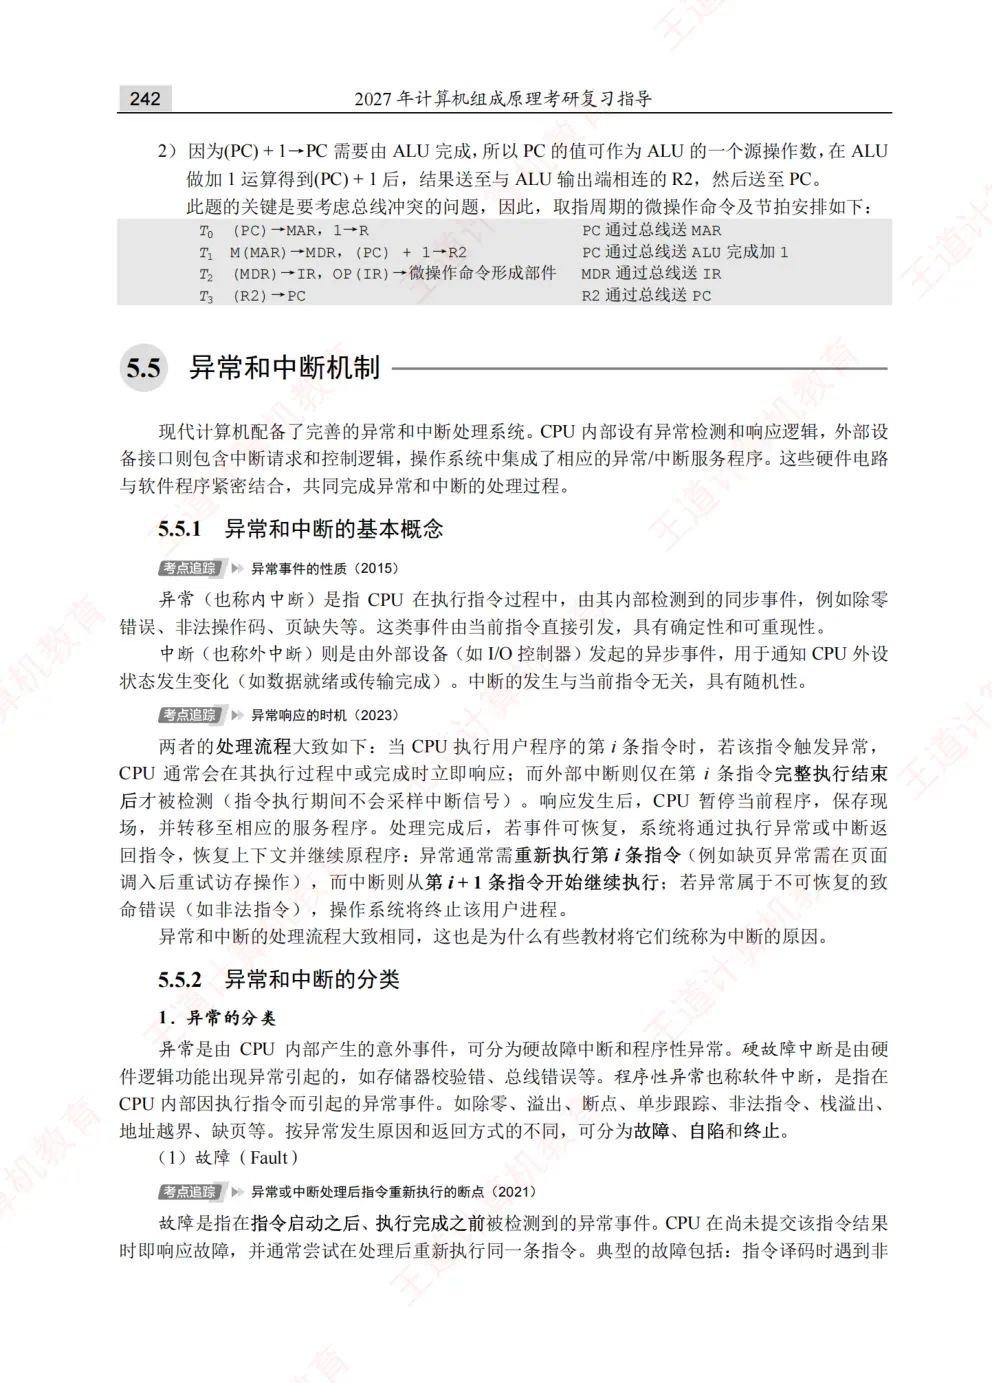 242
2027 年计算机组成原理考研复习指导
2） 因为(PC) + 1→PC 需要由 ALU 完成，所以 PC 的值可作为 ALU 的一个源操作数，在 ALU
做加 1 运算得到(PC) + 1 后，结果送至与 ALU 输出端相连的 R2，然后送至 PC。
此题的关键是要考虑总线冲突的问题，因此，取指周期的微操作命令及节拍安排如下：
T0 (PC)→MAR，1→R PC 通过总线送 MAR
T1 M(MAR)→MDR，(PC) + 1→R2 PC 通过总线送 ALU 完成加 1
T2 (MDR)→IR，OP(IR)→微操作命令形成部件 MDR 通过总线送 IR
T3 (R2)→PC R2 通过总线送 PC
5.5 异常和中断机制
现代计算机配备了完善的异常和中断处理系统。CPU 内部设有异常检测和响应逻辑，外部设
备接口则包含中断请求和控制逻辑，操作系统中集成了相应的异常/中断服务程序。这些硬件电路
与软件程序紧密结合，共同完成异常和中断的处理过程。
5.5.1 异常和中断的基本概念
考点追踪 异常事件的性质（2015）
异常（也称内中断）是指 CPU 在执行指令过程中，由其内部检测到的同步事件，例如除零
错误、非法操作码、页缺失等。这类事件由当前指令直接引发，具有确定性和可重现性。
中断（也称外中断）则是由外部设备（如 I/O 控制器）发起的异步事件，用于通知 CPU 外设
状态发生变化（如数据就绪或传输完成）。中断的发生与当前指令无关，具有随机性。
考点追踪 异常响应的时机（2023）
两者的处理流程大致如下：当 CPU 执行用户程序的第 i 条指令时，若该指令触发异常，
CPU 通常会在其执行过程中或完成时立即响应；而外部中断则仅在第 i 条指令完整执行结束
后才被检测（指令执行期间不会采样中断信号）。响应发生后，CPU 暂停当前程序，保存现
场，并转移至相应的服务程序。处理完成后，若事件可恢复，系统将通过执行异常或中断返
回指令，恢复上下文并继续原程序：异常通常需重新执行第 i 条指令（例如缺页异常需在页面
调入后重试访存操作），而中断则从第 i + 1 条指令开始继续执行；若异常属于不可恢复的致
命错误（如非法指令），操作系统将终止该用户进程。
异常和中断的处理流程大致相同，这也是为什么有些教材将它们统称为中断的原因。
5.5.2 异常和中断的分类
1．异常的分类
异常是由 CPU 内部产生的意外事件，可分为硬故障中断和程序性异常。硬故障中断是由硬
件逻辑功能出现异常引起的，如存储器校验错、总线错误等。程序性异常也称软件中断，是指在
CPU 内部因执行指令而引起的异常事件。如除零、溢出、断点、单步跟踪、非法指令、栈溢出、
地址越界、缺页等。按异常发生原因和返回方式的不同，可分为故障、自陷和终止。
（1）故障（Fault）
考点追踪 异常或中断处理后指令重新执行的断点（2021）
故障是指在指令启动之后、执行完成之前被检测到的异常事件。CPU 在尚未提交该指令结果
时即响应故障，并通常尝试在处理后重新执行同一条指令。典型的故障包括：指令译码时遇到非